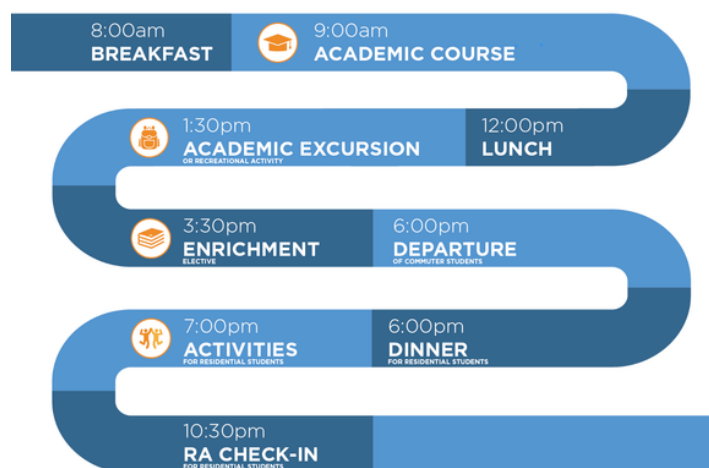 8:00am
BREAKFAST
9:00am
ACADEMIC COURSE
12:00pm
LUNCH
1:30pm
ACADEMIC EXCURSION
OR RECREATIONAL ACTIVITY
3:30pm
ENRICHMENT
ELECTIVE
6:00pm
DEPARTURE
OF COMMUTER STUDENTS
6:00pm
DINNER
FOR RESIDENTIAL STUDENTS
7:00pm
ACTIVITIES
FOR RESIDENTIAL STUDENTS
10:30pm
RA CHECK-IN
FOR RESIDENTIAL STUDENTS